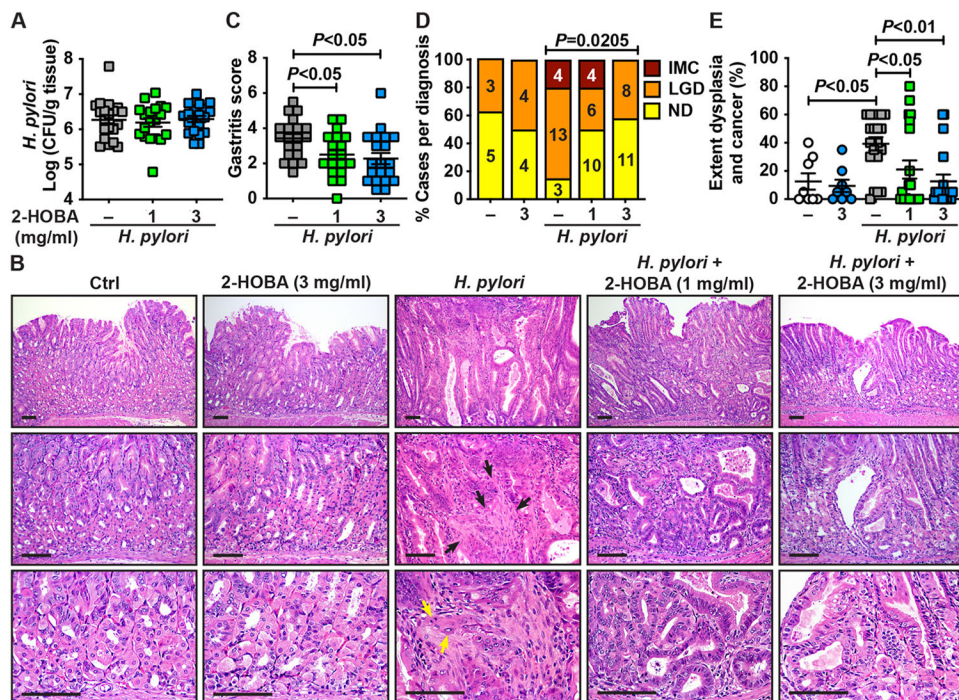 A
H. pylori
Log (CFU/g tissue)
8
7
6
5
4
2-HOBA
(mg/ml)
– 1 3
H. pylori
C
Gastritis score
8
6
4
2
0
P<0.05
P<0.05
– 1 3
H. pylori
D
% Cases per diagnosis
100
80
60
40
20
0
P=0.0205
3 4 4 4 8
13 6
5 4 3 10 11
IMC
LGD
ND
– 3 – 1 3
H. pylori
E
Extent dysplasia
and cancer (%)
100
80
60
40
20
0
P<0.01
P<0.05
P<0.05
– 3 – 1 3
H. pylori
B
Ctrl
2-HOBA (3 mg/ml)
H. pylori
H. pylori +
2-HOBA (1 mg/ml)
H. pylori +
2-HOBA (3 mg/ml)